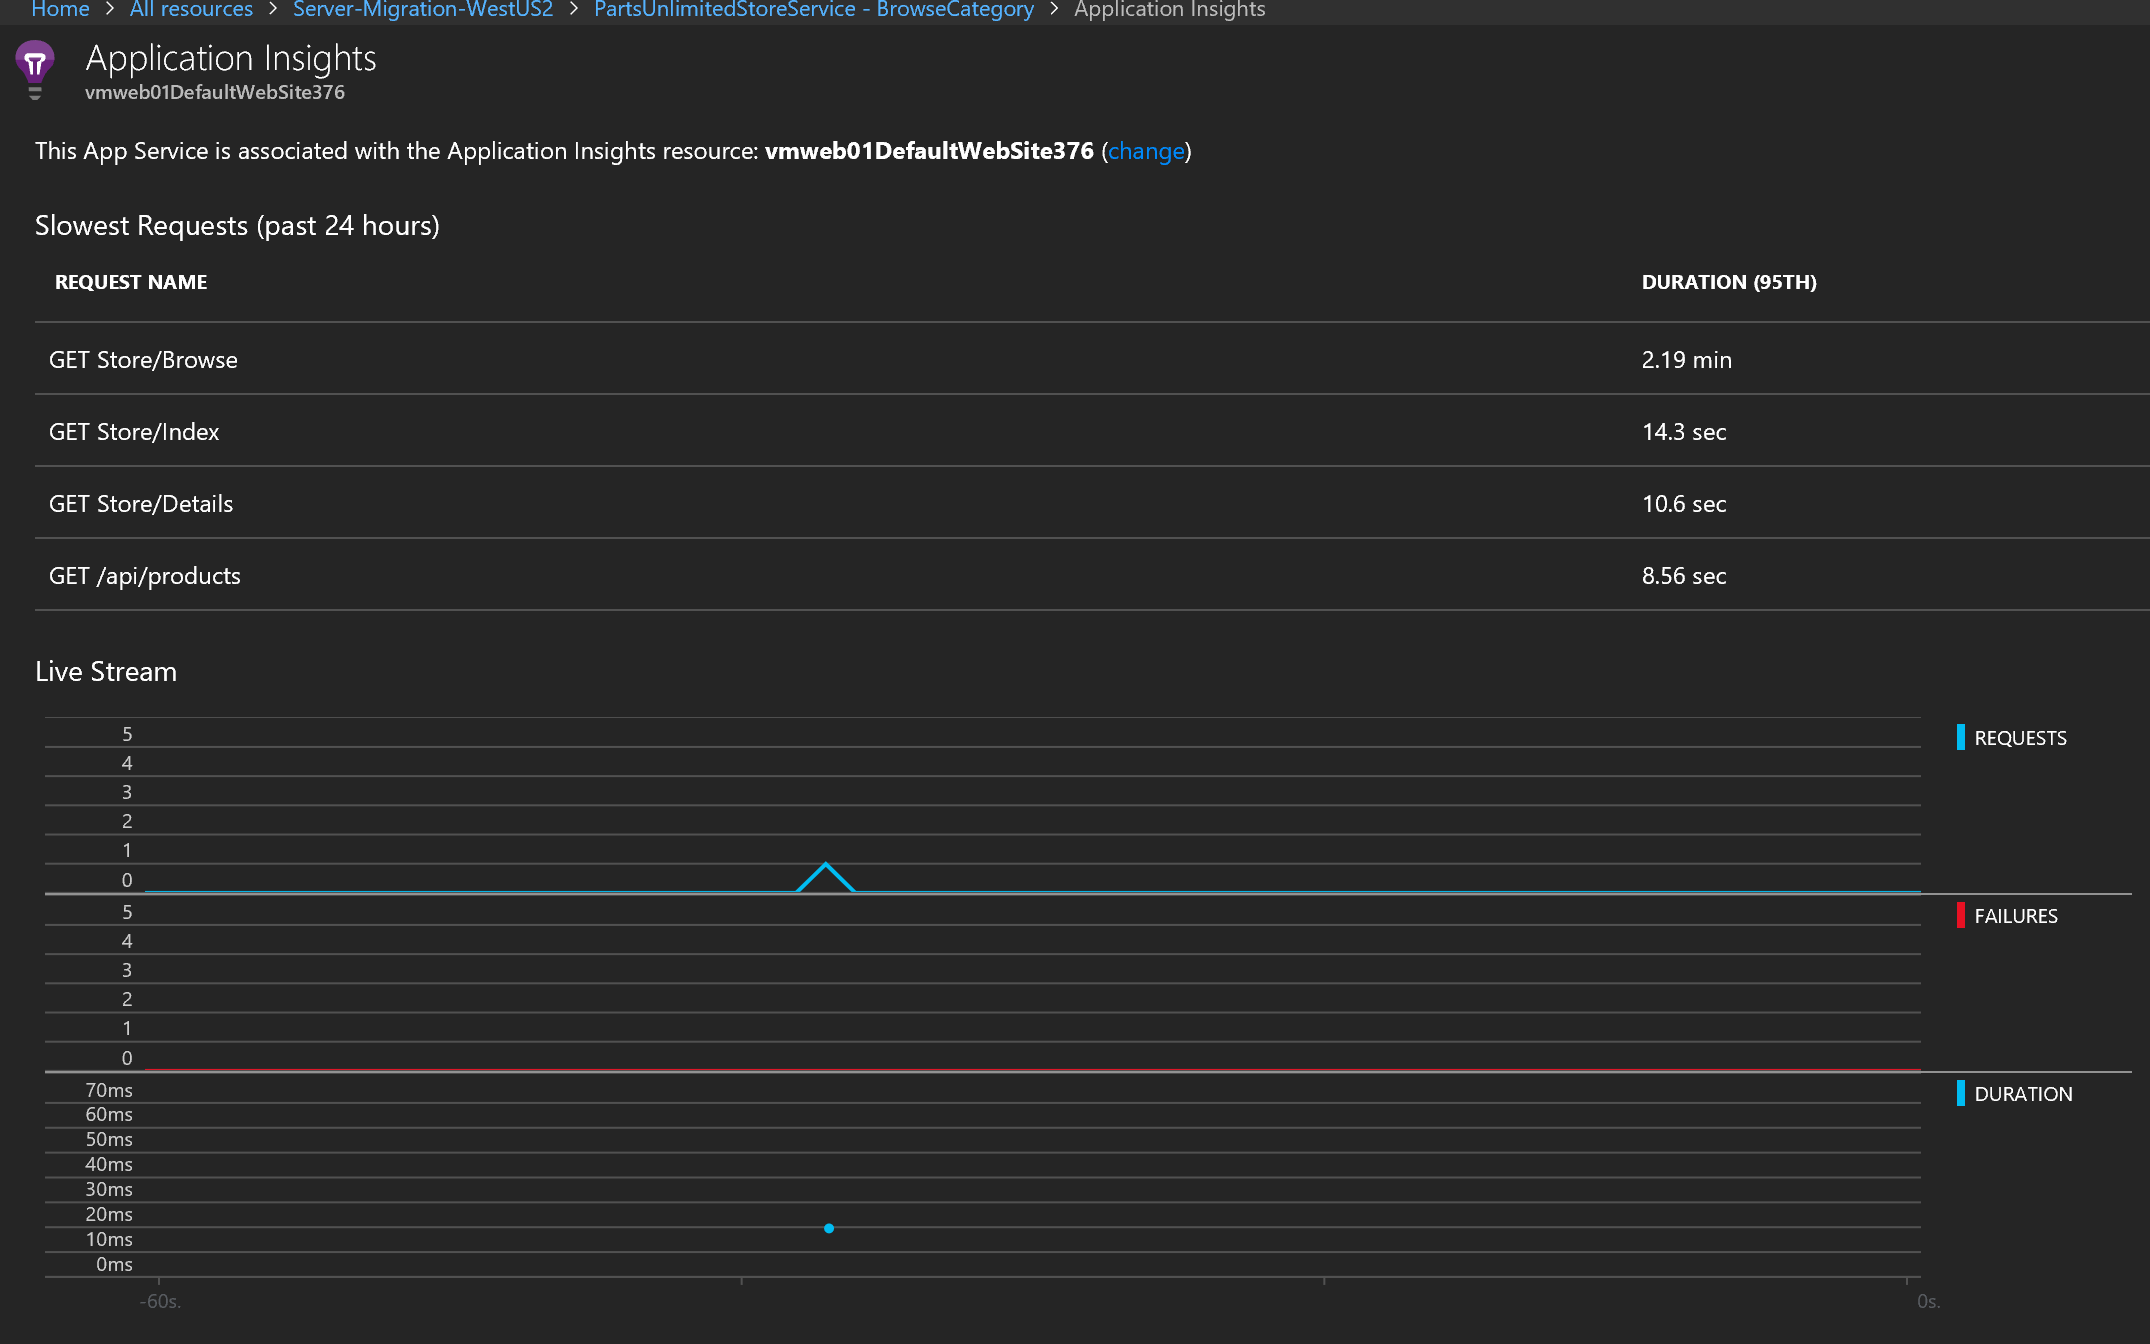 Home > All resources > Server-Migration-WestUS2 > PartsUnlimitedStoreService - BrowseCategory > Application Insights
Application Insights
vmweb01DefaultWebSite376
This App Service is associated with the Application Insights resource: vmweb01DefaultWebSite376 (change)
Slowest Requests (past 24 hours)
REQUEST NAME DURATION (95TH)
GET Store/Browse 2.19 min
GET Store/Index 14.3 sec
GET Store/Details 10.6 sec
GET /api/products 8.56 sec
Live Stream
5
4
3
2
1
0
REQUESTS
5
4
3
2
1
0
FAILURES
70ms
60ms
50ms
40ms
30ms
20ms
10ms
0ms
DURATION
-60s. 0s.